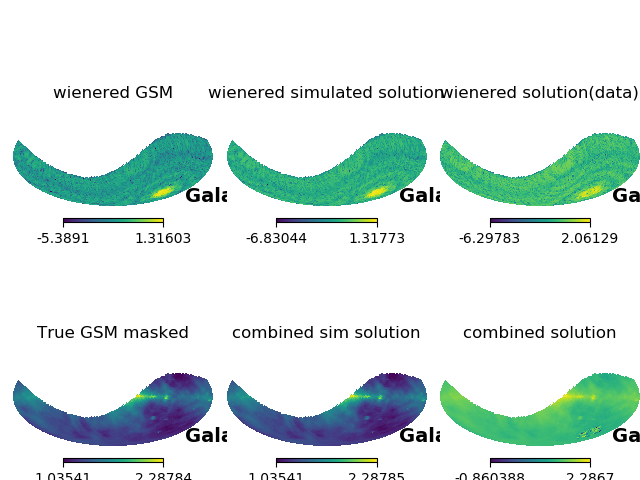 wienered GSM
wienered simulated solution
wienered solution(data)
Gala
Gala
Ga
-5.3891 1.31603
-6.83044 1.31773
-6.29783 2.06129
True GSM masked
combined sim solution
combined solution
Gala
Gala
Ga
1.03541 2.28784
1.03541 2.28785
-0.860388 2.2867